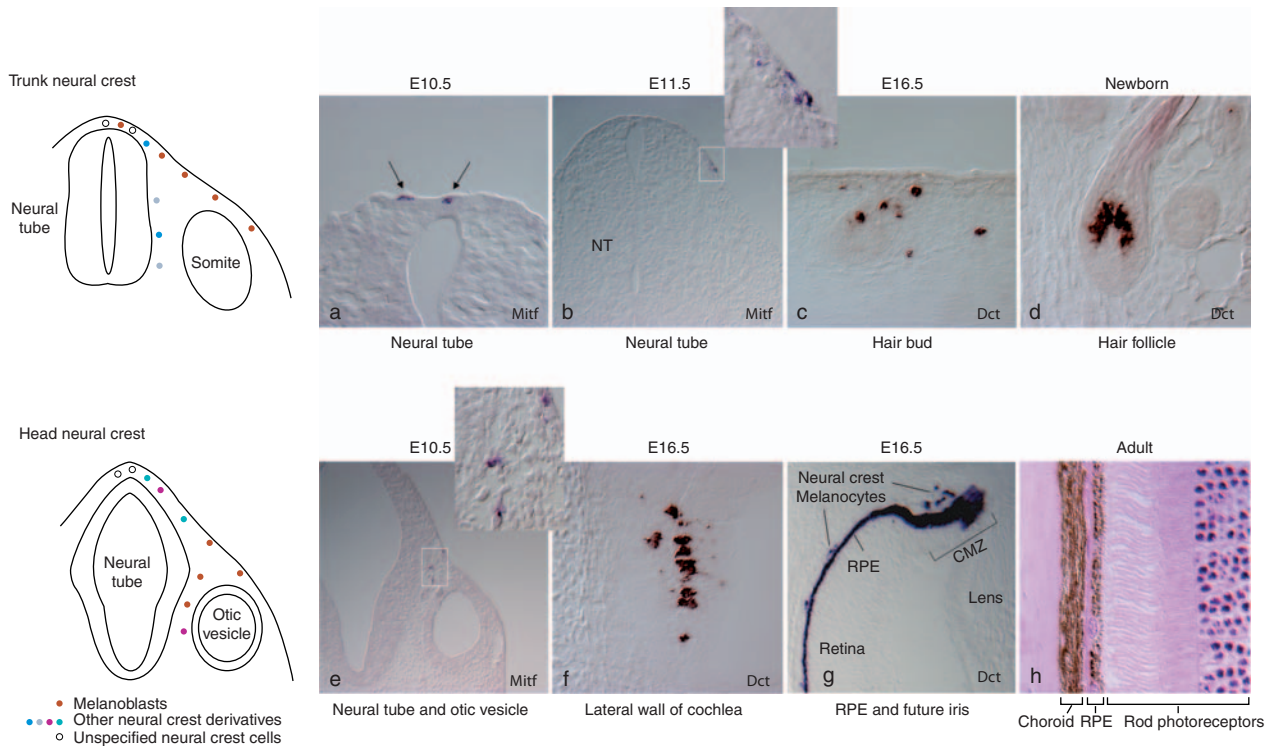 Trunk neural crest
Neural
tube
Somite
E10.5
E11.5
E16.5
Newborn
NT
a
Mitf
b
Mitf
c
Dct
d
Dct
Neural tube
Neural tube
Hair bud
Hair follicle
Head neural crest
Neural
tube
Otic
vesicle
E10.5
E16.5
E16.5
Adult
Neural crest
Melanocytes
RPE
CMZ
Lens
Retina
e
Mitf
f
Dct
g
Dct
h
Neural tube and otic vesicle
Lateral wall of cochlea
RPE and future iris
Choroid RPE Rod photoreceptors
Melanoblasts
Other neural crest derivatives
Unspecified neural crest cells